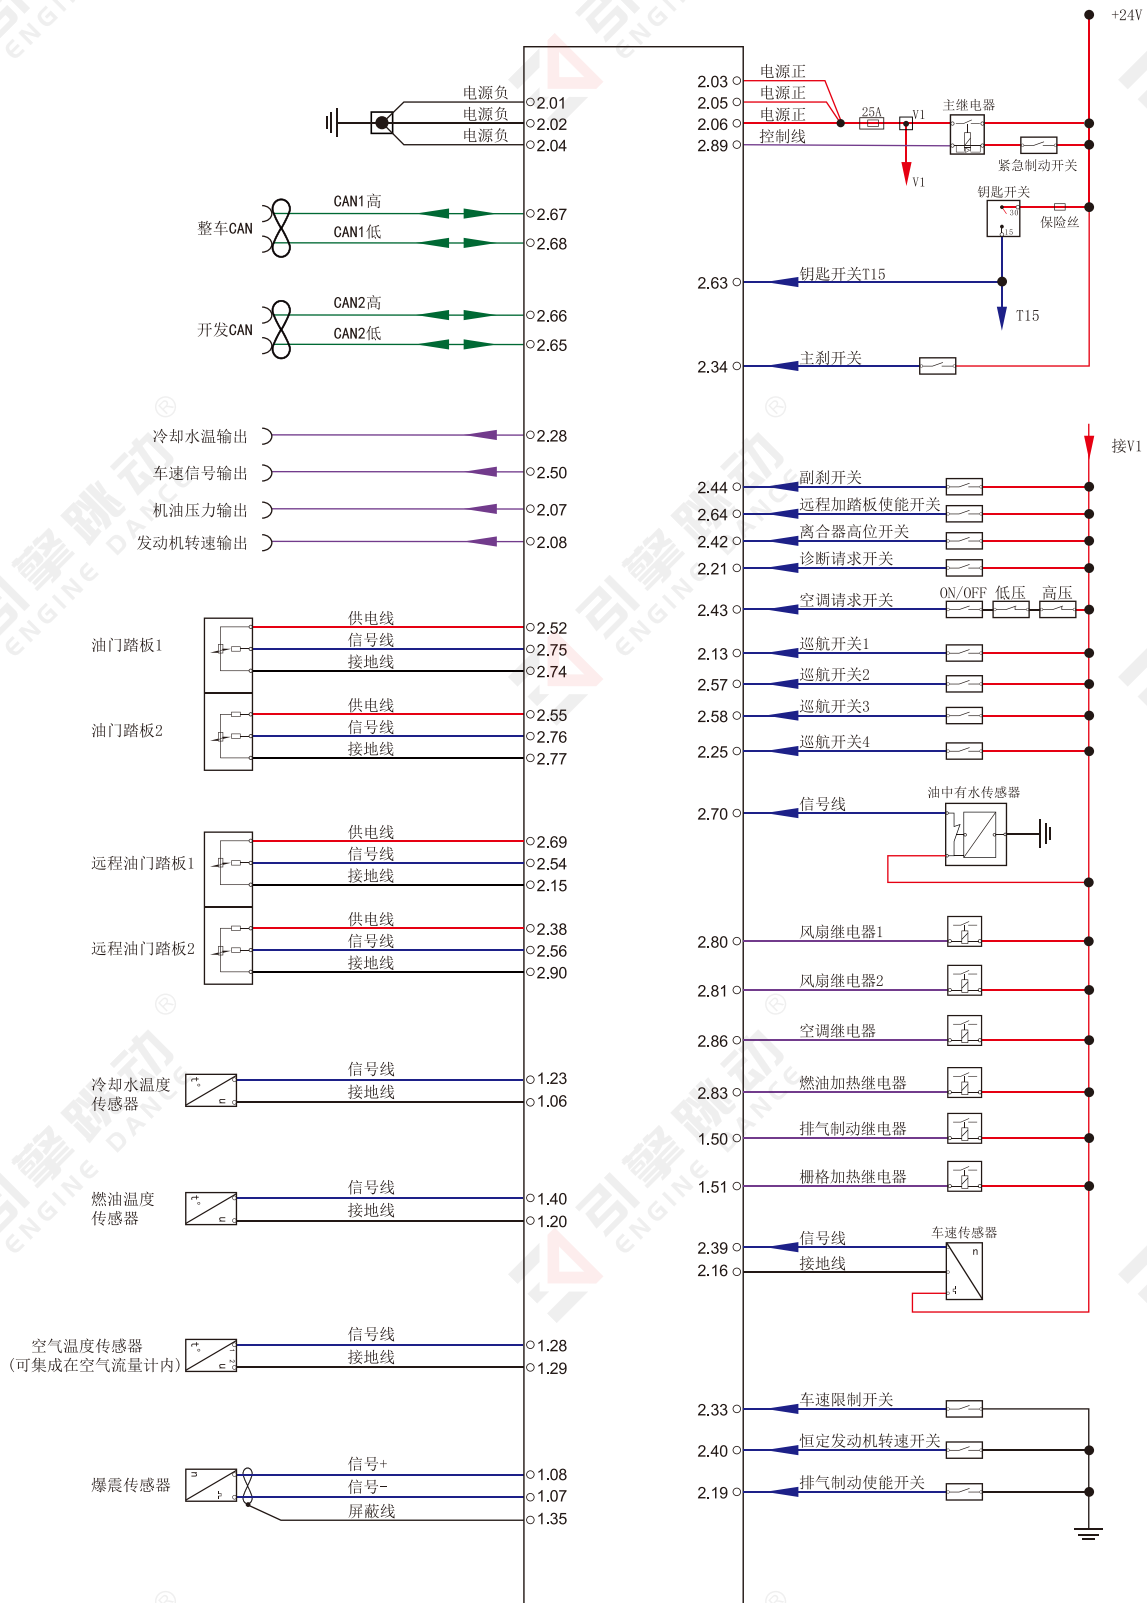 +24V
电源负
2.01
电源负
2.02
电源负
2.04
2.03
电源正
2.05
电源正
2.06
电源正
25A
V1
主继电器
2.89
控制线
V1
紧急制动开关
钥匙开关
30
15
保险丝
整车CAN
CAN1高
2.67
CAN1低
2.68
2.63
钥匙开关T15
T15
开发CAN
CAN2高
2.66
CAN2低
2.65
2.34
主刹开关
接V1
冷却水温输出
2.28
车速信号输出
2.50
机油压力输出
2.07
发动机转速输出
2.08
2.44
副刹开关
2.64
远程加踏板使能开关
2.42
离合器高位开关
2.21
诊断请求开关
2.43
空调请求开关
ON/OFF
低压
高压
油门踏板1
供电线
2.52
信号线
2.75
接地线
2.74
油门踏板2
供电线
2.55
信号线
2.76
接地线
2.77
2.13
巡航开关1
2.57
巡航开关2
2.58
巡航开关3
2.25
巡航开关4
2.70
信号线
油中有水传感器
远程油门踏板1
供电线
2.69
信号线
2.54
接地线
2.15
远程油门踏板2
供电线
2.38
信号线
2.56
接地线
2.90
2.80
风扇继电器1
2.81
风扇继电器2
2.86
空调继电器
2.83
燃油加热继电器
1.50
排气制动继电器
1.51
栅格加热继电器
冷却水温度
传感器
t°
u
信号线
1.23
接地线
1.06
燃油温度
传感器
t°
u
信号线
1.40
接地线
1.20
2.39
信号线
2.16
接地线
车速传感器
n
空气温度传感器
(可集成在空气流量计内)
t°
u
1
2
信号线
1.28
接地线
1.29
爆震传感器
n
信号+
1.08
信号−
1.07
屏蔽线
1.35
2.33
车速限制开关
2.40
恒定发动机转速开关
2.19
排气制动使能开关
引擎跳动
ENGINE DANCE
®